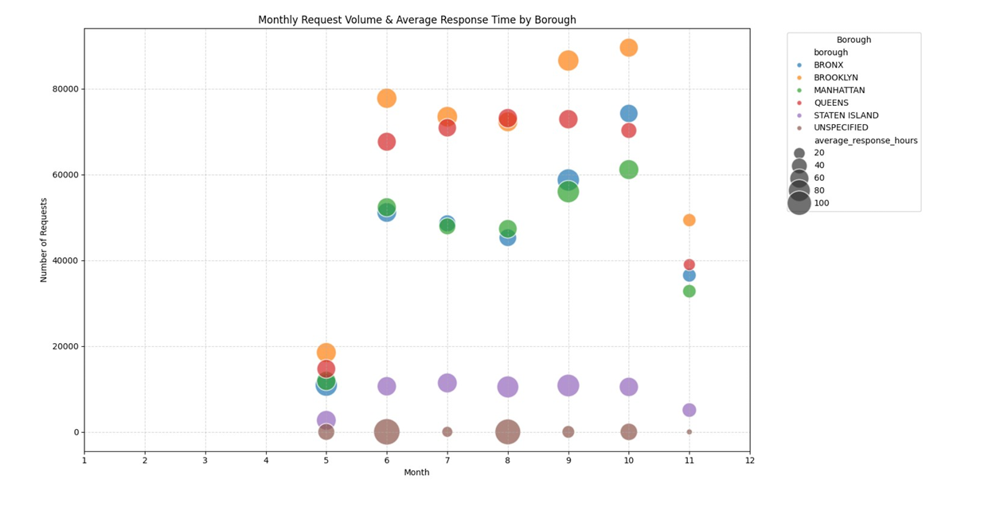 Monthly Request Volume & Average Response Time by Borough
Number of Requests
80000
60000
40000
20000
0
1 2 3 4 5 6 7 8 9 10 11 12
Month
Borough
borough
BRONX
BROOKLYN
MANHATTAN
QUEENS
STATEN ISLAND
UNSPECIFIED
average_response_hours
20
40
60
80
100